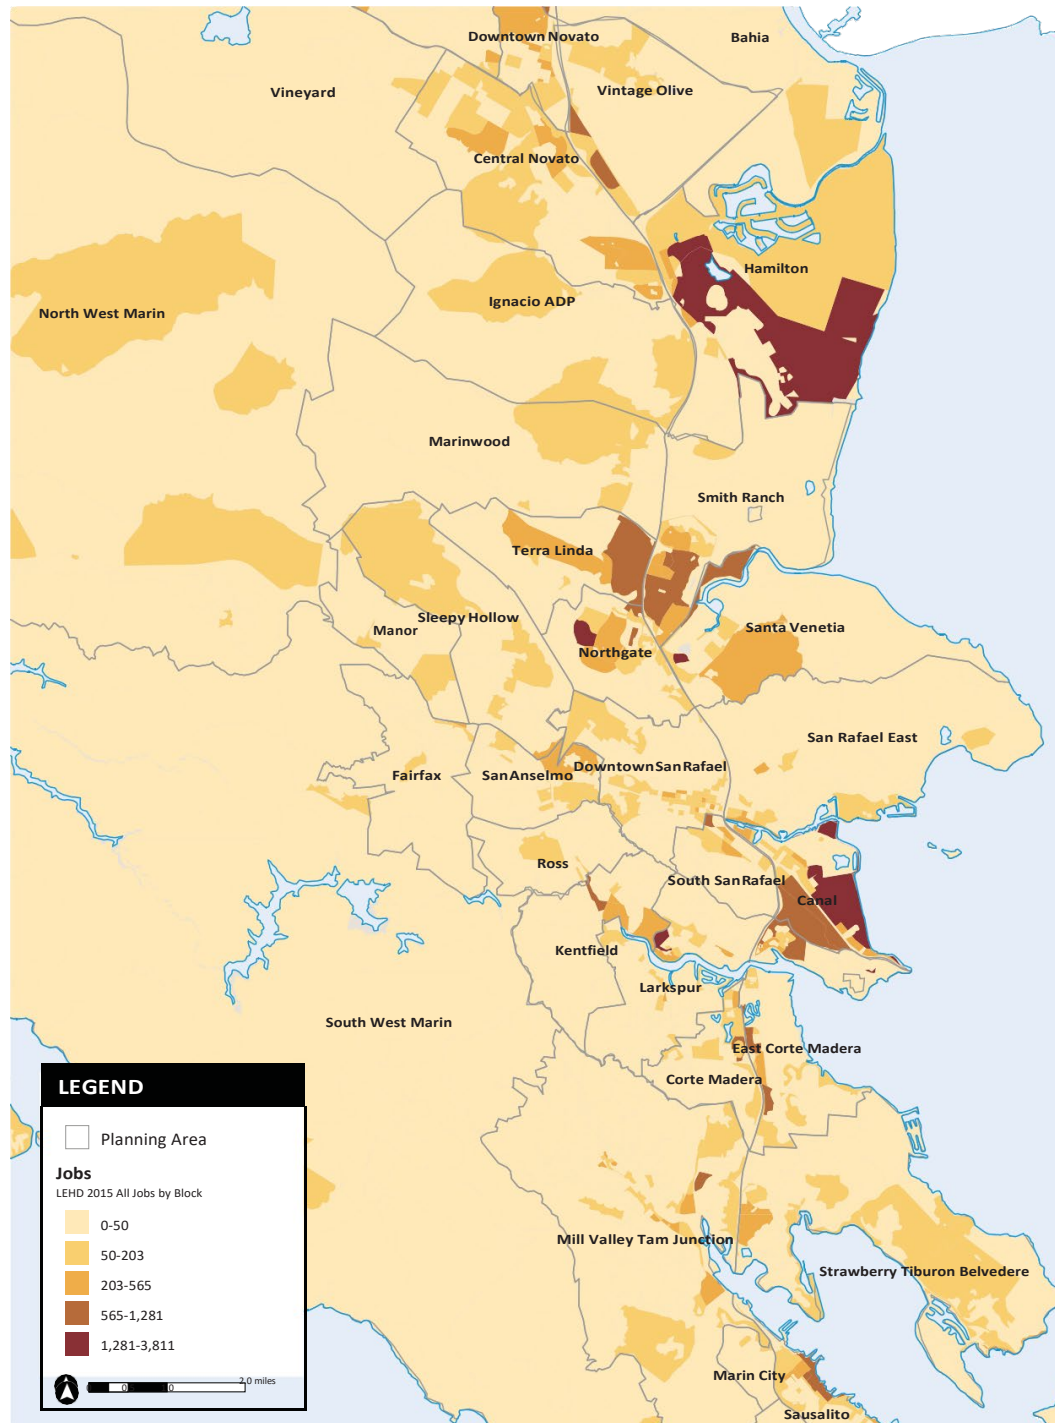 Downtown Novato
Bahia
Vineyard
Vintage Olive
Central Novato
Hamilton
Ignacio ADP
North West Marin
Marinwood
Smith Ranch
Terra Linda
Sleepy Hollow
Manor
Santa Venetia
Northgate
San Rafael East
Downtown San Rafael
Fairfax
San Anselmo
Ross
South San Rafael
Canal
Kentfield
Larkspur
South West Marin
East Corte Madera
Corte Madera
Mill Valley Tam Junction
Strawberry Tiburon Belvedere
Marin City
Sausalito
LEGEND
Planning Area
Jobs
LEHD 2015 All Jobs by Block
0-50
50-203
203-565
565-1,281
1,281-3,811
2.0 miles